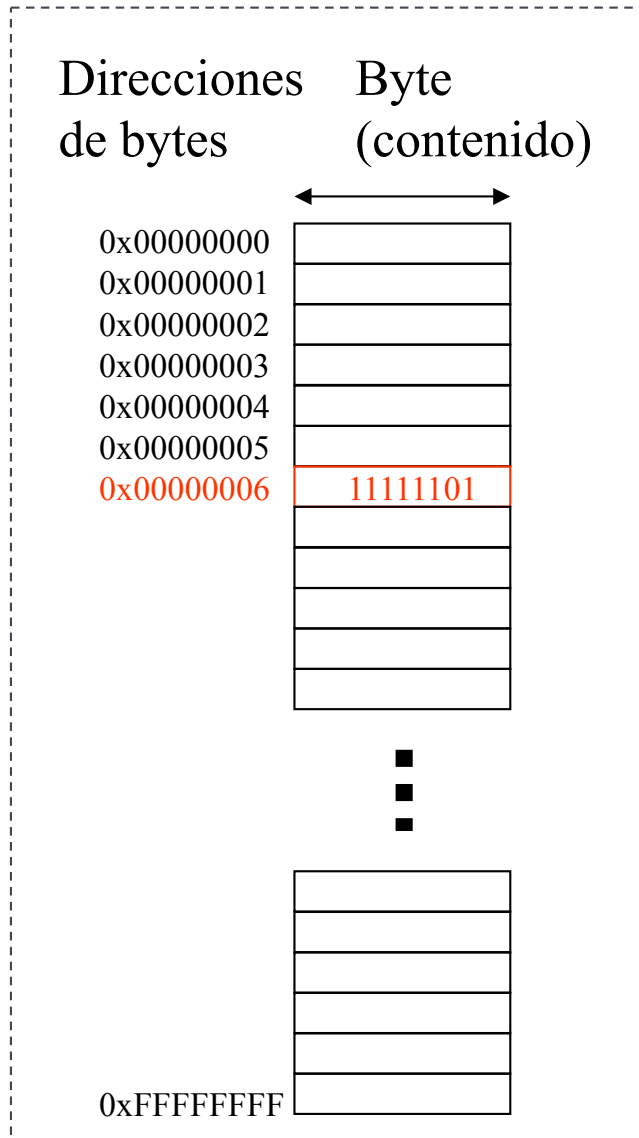 Direcciones Byte
de bytes (contenido)
0x00000000
0x00000001
0x00000002
0x00000003
0x00000004
0x00000005
0x00000006 11111101
0xFFFFFFFF